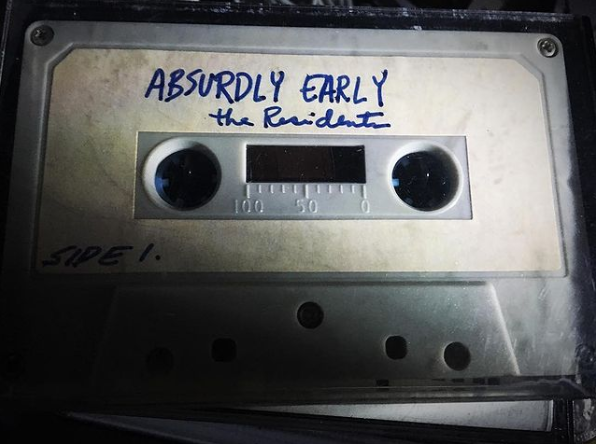 ABSURDLY EARLY
the Residents
100 50 0
SIDE 1.